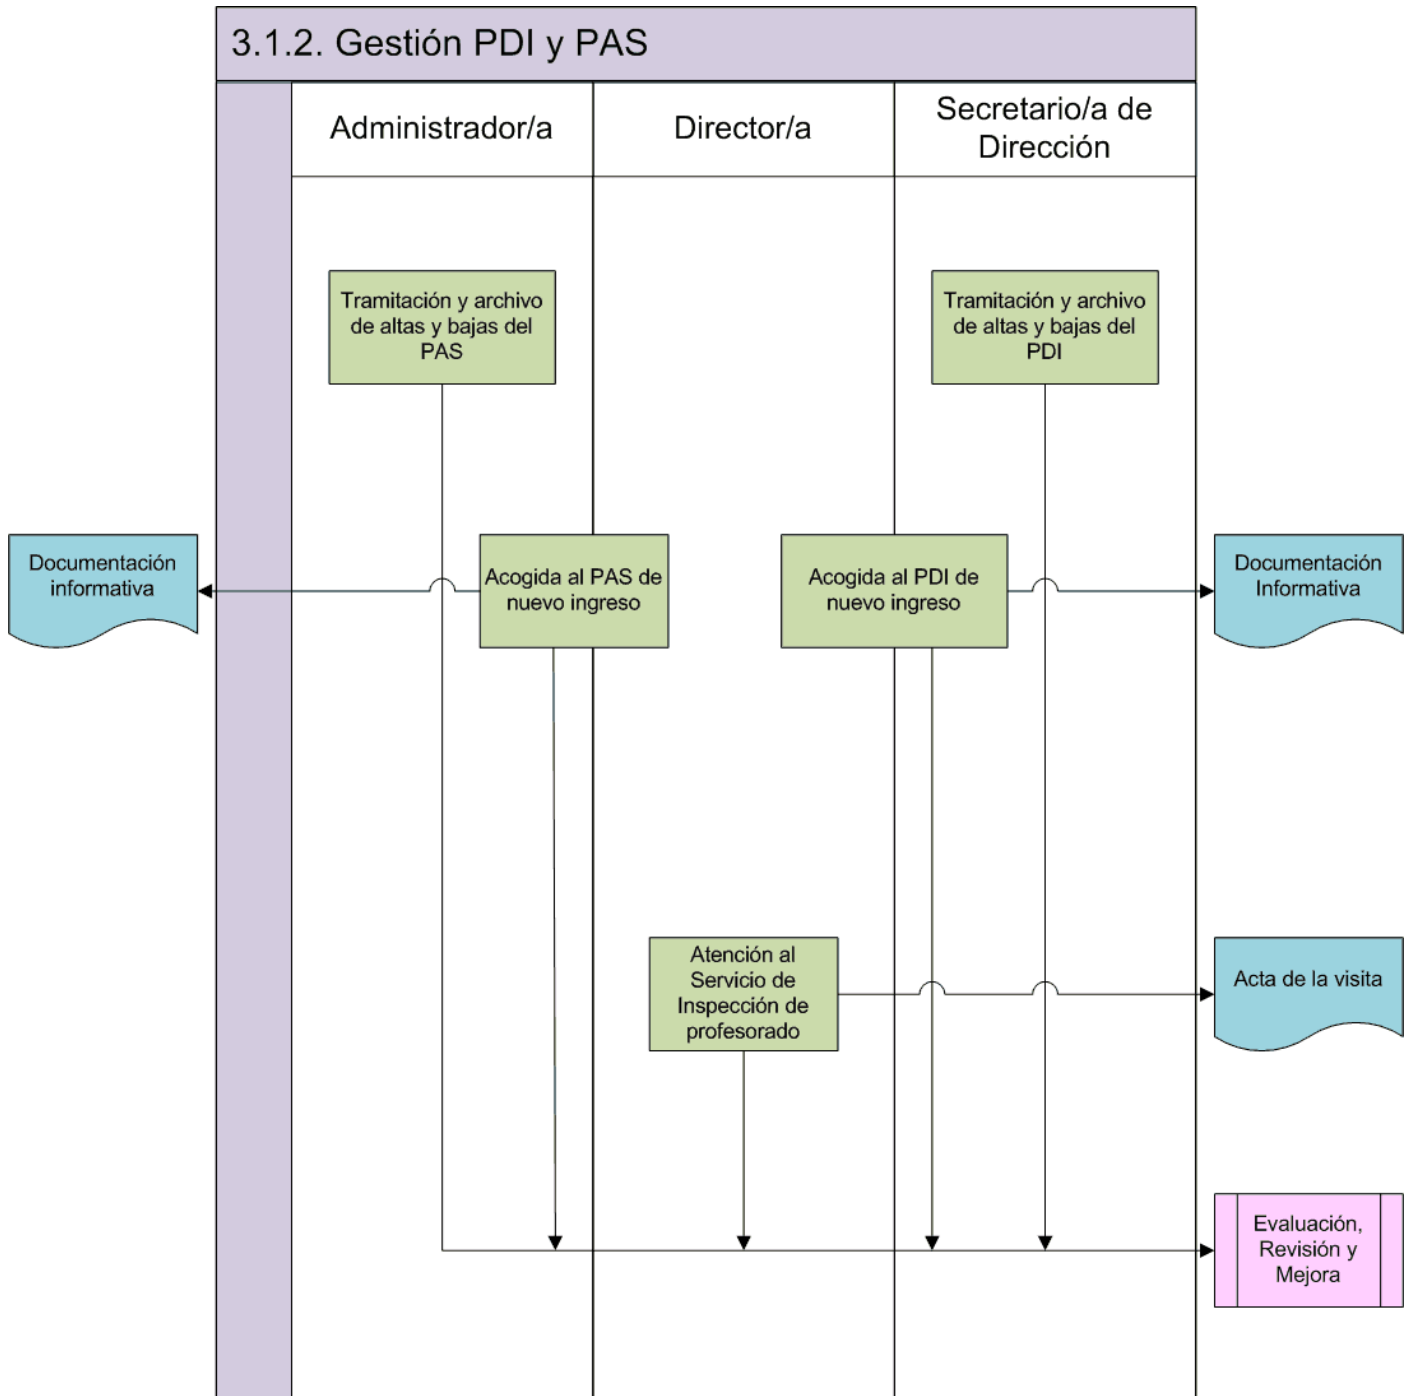 3.1.2. Gestión PDI y PAS
Administrador/a
Director/a
Secretario/a de
Dirección
Tramitación y archivo
de altas y bajas del
PAS
Tramitación y archivo
de altas y bajas del
PDI
Documentación
informativa
Acogida al PAS de
nuevo ingreso
Acogida al PDI de
nuevo ingreso
Documentación
Informativa
Atención al
Servicio de
Inspección de
profesorado
Acta de la visita
Evaluación,
Revisión y
Mejora